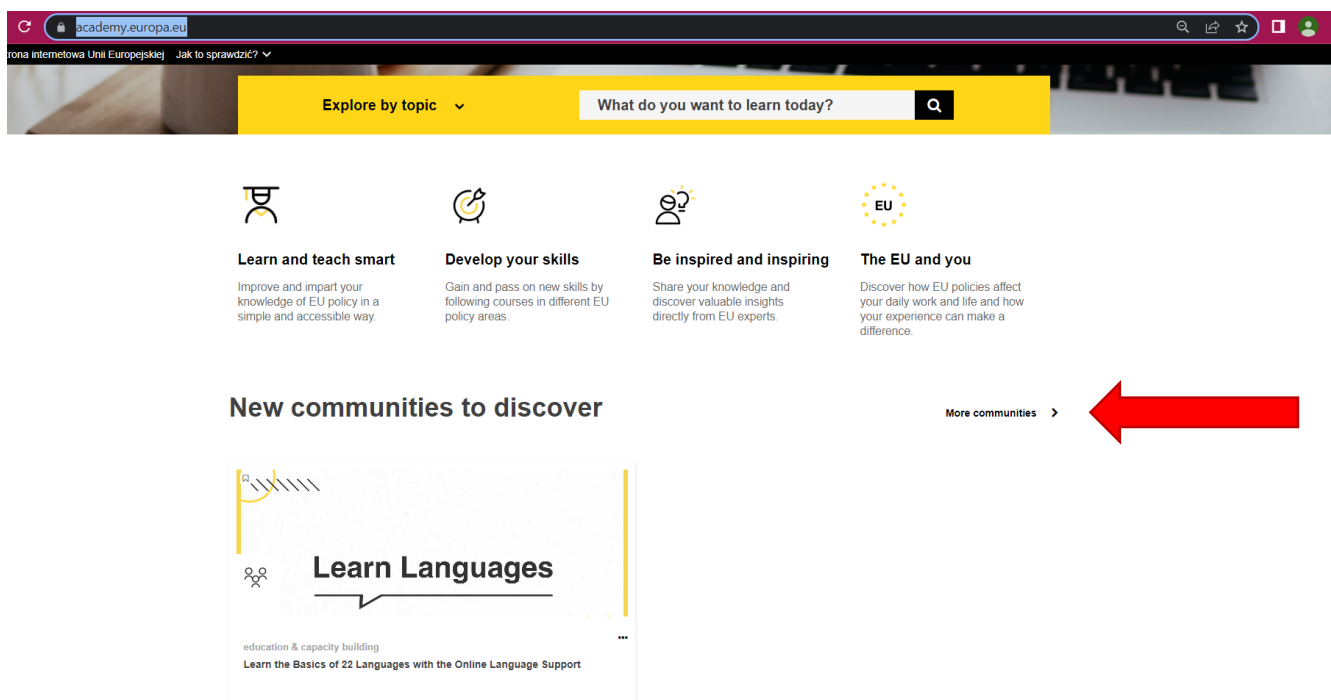 academy.europa.eu
trona internetowa Unii Europejskiej Jak to sprawdzić?
Explore by topic
What do you want to learn today?
EU
Learn and teach smart
Improve and impart your
knowledge of EU policy in a
simple and accessible way.
Develop your skills
Gain and pass on new skills by
following courses in different EU
policy areas.
Be inspired and inspiring
Share your knowledge and
discover valuable insights
directly from EU experts.
The EU and you
Discover how EU policies affect
your daily work and life and how
your experience can make a
difference.
New communities to discover
More communities
Learn Languages
education & capacity building
Learn the Basics of 22 Languages with the Online Language Support